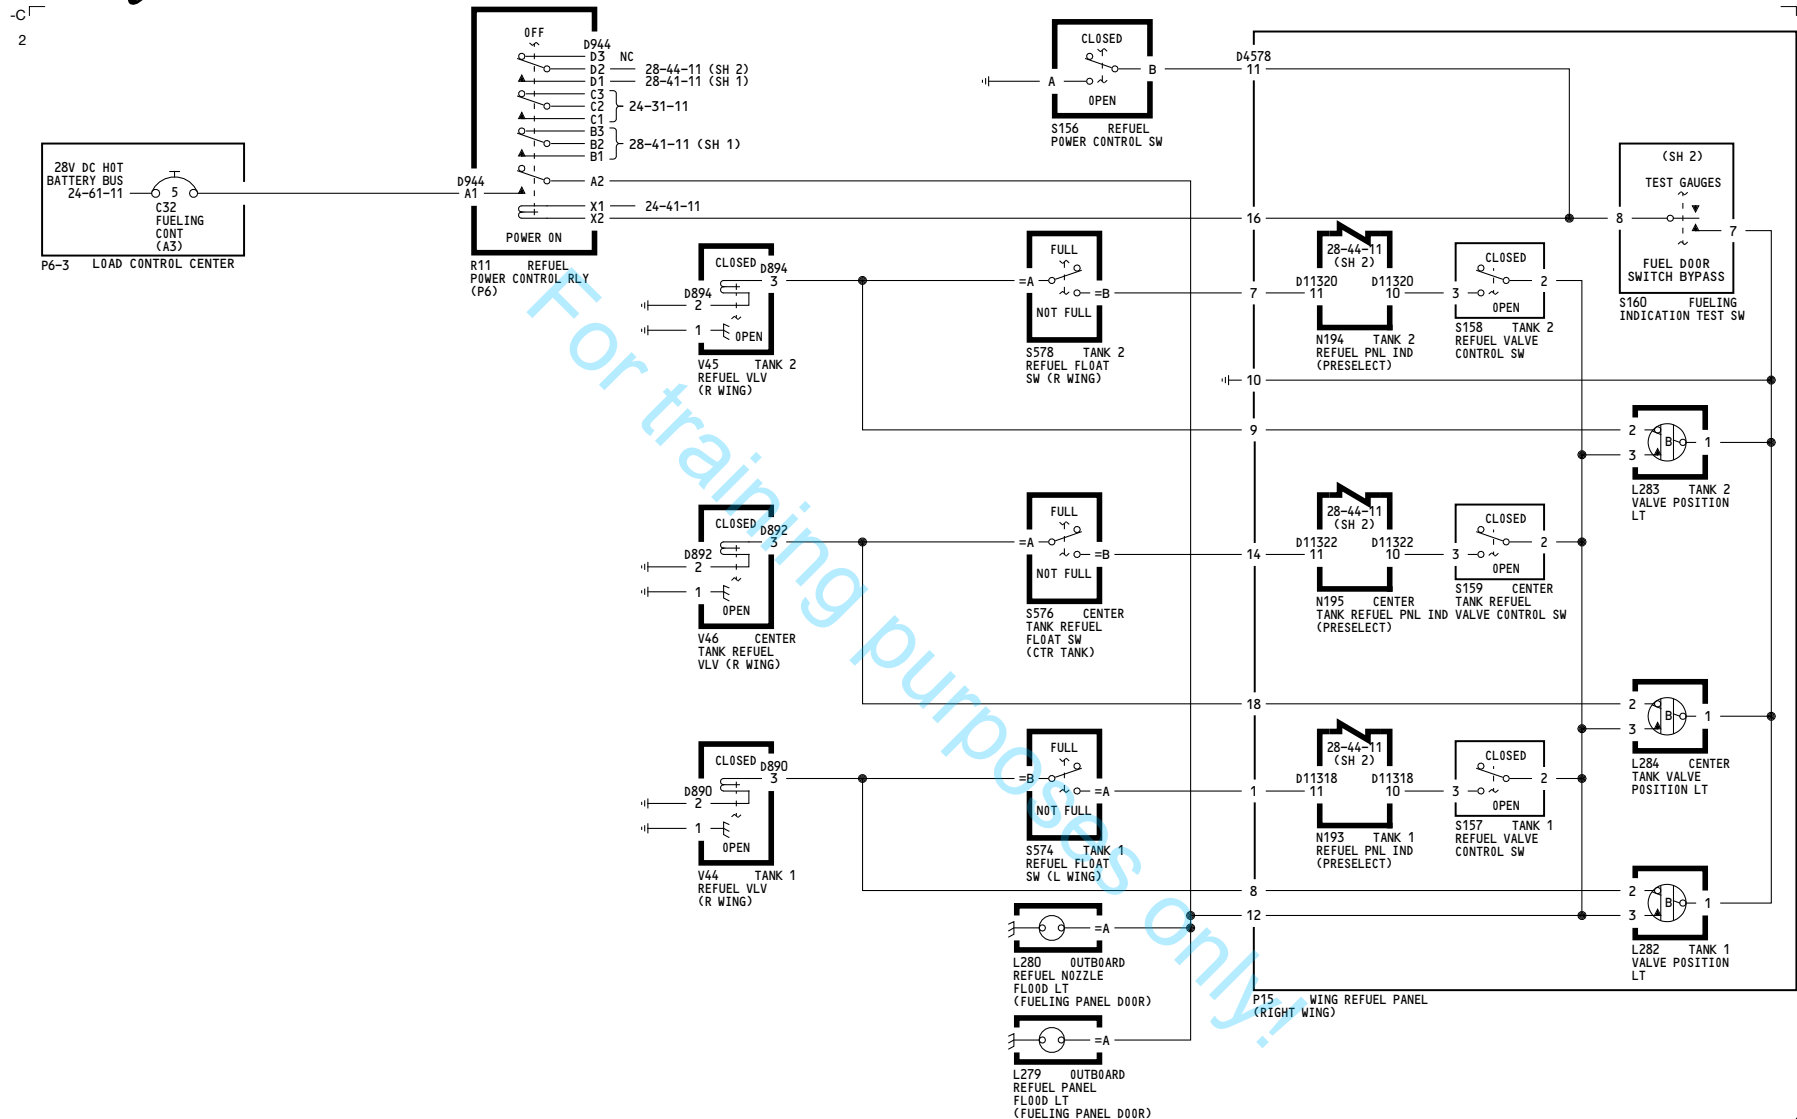 -C
2
OFF
D944
D3 NC
D2 28-44-11 (SH 2)
D1 28-41-11 (SH 1)
C3
C2 24-31-11
C1
B3
B2 28-41-11 (SH 1)
B1
D944
A1
A2
X1 24-41-11
X2
POWER ON
R11 REFUEL
POWER CONTROL RLY
(P6)
28V DC HOT
BATTERY BUS
24-61-11
5
C32
FUELING
CONT
(A3)
P6-3 LOAD CONTROL CENTER
CLOSED
A
B
OPEN
S156 REFUEL
POWER CONTROL SW
D4578
11
16
(SH 2)
TEST GAUGES
8
7
FUEL DOOR
SWITCH BYPASS
S160 FUELING
INDICATION TEST SW
CLOSED
D894
3
D894
2
1
OPEN
V45 TANK 2
REFUEL VLV
(R WING)
FULL
=A
=B
NOT FULL
S578 TANK 2
REFUEL FLOAT
SW (R WING)
7
28-44-11
(SH 2)
D11320 D11320
11 10
N194 TANK 2
REFUEL PNL IND
(PRESELECT)
CLOSED
2
3
OPEN
S158 TANK 2
REFUEL VALVE
CONTROL SW
10
9
2
B 1
3
L283 TANK 2
VALVE POSITION
LT
CLOSED
D892
3
D892
2
1
OPEN
V46 CENTER
TANK REFUEL
VLV (R WING)
FULL
=A
=B
NOT FULL
S576 CENTER
TANK REFUEL
FLOAT SW
(CTR TANK)
14
28-44-11
(SH 2)
D11322 D11322
11 10
N195 CENTER
TANK REFUEL PNL IND
(PRESELECT)
CLOSED
2
3
OPEN
S159 CENTER
TANK REFUEL
VALVE CONTROL SW
18
2
B 1
3
L284 CENTER
TANK VALVE
POSITION LT
CLOSED
D890
3
D890
2
1
OPEN
V44 TANK 1
REFUEL VLV
(R WING)
FULL
=B
=A
NOT FULL
S574 TANK 1
REFUEL FLOAT
SW (L WING)
1
28-44-11
(SH 2)
D11318 D11318
11 10
N193 TANK 1
REFUEL PNL IND
(PRESELECT)
CLOSED
2
3
OPEN
S157 TANK 1
REFUEL VALVE
CONTROL SW
8
12
2
B 1
3
L282 TANK 1
VALVE POSITION
LT
=A
L280 OUTBOARD
REFUEL NOZZLE
FLOOD LT
(FUELING PANEL DOOR)
P15 WING REFUEL PANEL
(RIGHT WING)
=A
L279 OUTBOARD
REFUEL PANEL
FLOOD LT
(FUELING PANEL DOOR)
For training purposes only!